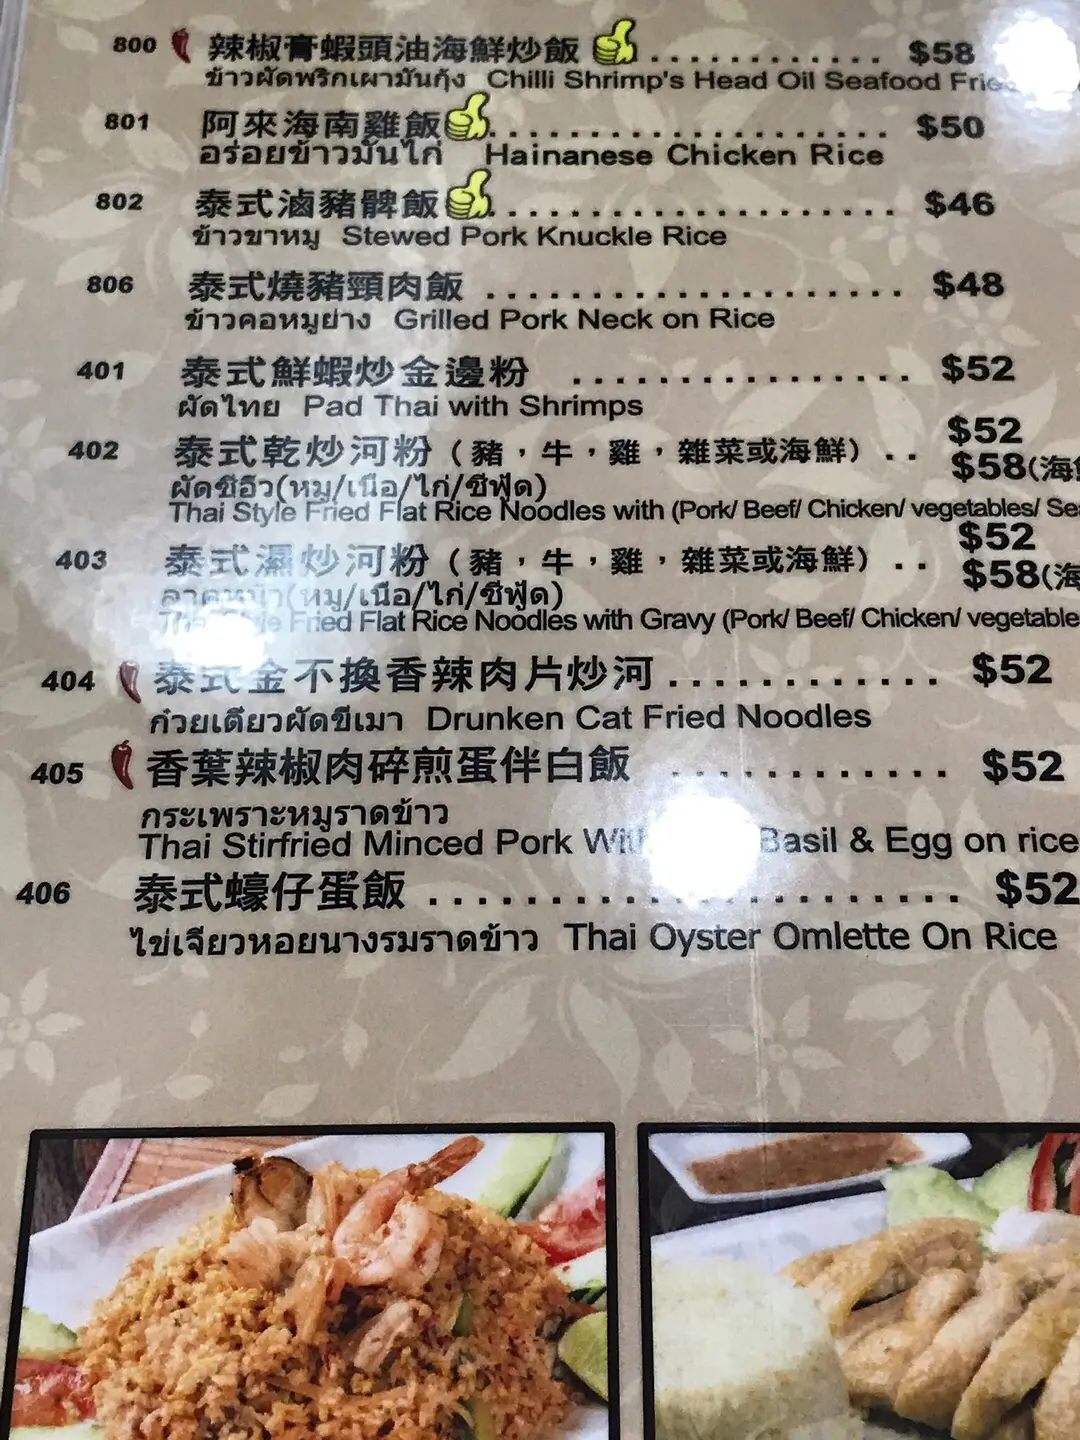 800 辣椒膏蝦頭油海鮮炒飯 ............ $58
ข้าวผัดพริกเผามันกุ้ง Chilli Shrimp's Head Oil Seafood
801 阿來海南雞飯 .................. $50
อร่อยข้าวมันไก่ Hainanese Chicken Rice
802 泰式滷豬髀飯 .................. $46
ข้าวขาหมู Stewed Pork Knuckle Rice
806 泰式燒豬頸肉飯 .................. $48
ข้าวคอหมูย่าง Grilled Pork Neck on Rice
401 泰式鮮蝦炒金邊粉 ............... $52
ผัดไทย Pad Thai with Shrimps
402 泰式乾炒河粉（豬，牛，雞，雜菜或海鮮）.. $52
$58(海
ผัดซีอิ๊ว(หมู/เนื้อ/ไก่/ซีฟู้ด)
Thai Style Fried Flat Rice Noodles with (Pork/ Beef/ Chicken/ vegetables/
403 泰式濕炒河粉（豬，牛，雞，雜菜或海鮮）.. $52
$58(海
(หมู/เนื้อ/ไก่/ซีฟู้ด)
Fried Flat Rice Noodles with Gravy (Pork/ Beef/ Chicken/ vegetable
404 泰式金不換香辣肉片炒河 ............. $52
ก๋วยเตี๋ยวผัดขี้เมา Drunken Cat Fried Noodles
405 香葉辣椒肉碎煎蛋伴白飯 ............. $52
กระเพราะหมูราดข้าว
Thai Stirfried Minced Pork Basil & Egg on rice
406 泰式蠔仔蛋飯 ..................... $52
ไข่เจียวหอยนางรมราดข้าว Thai Oyster Omlette On Rice